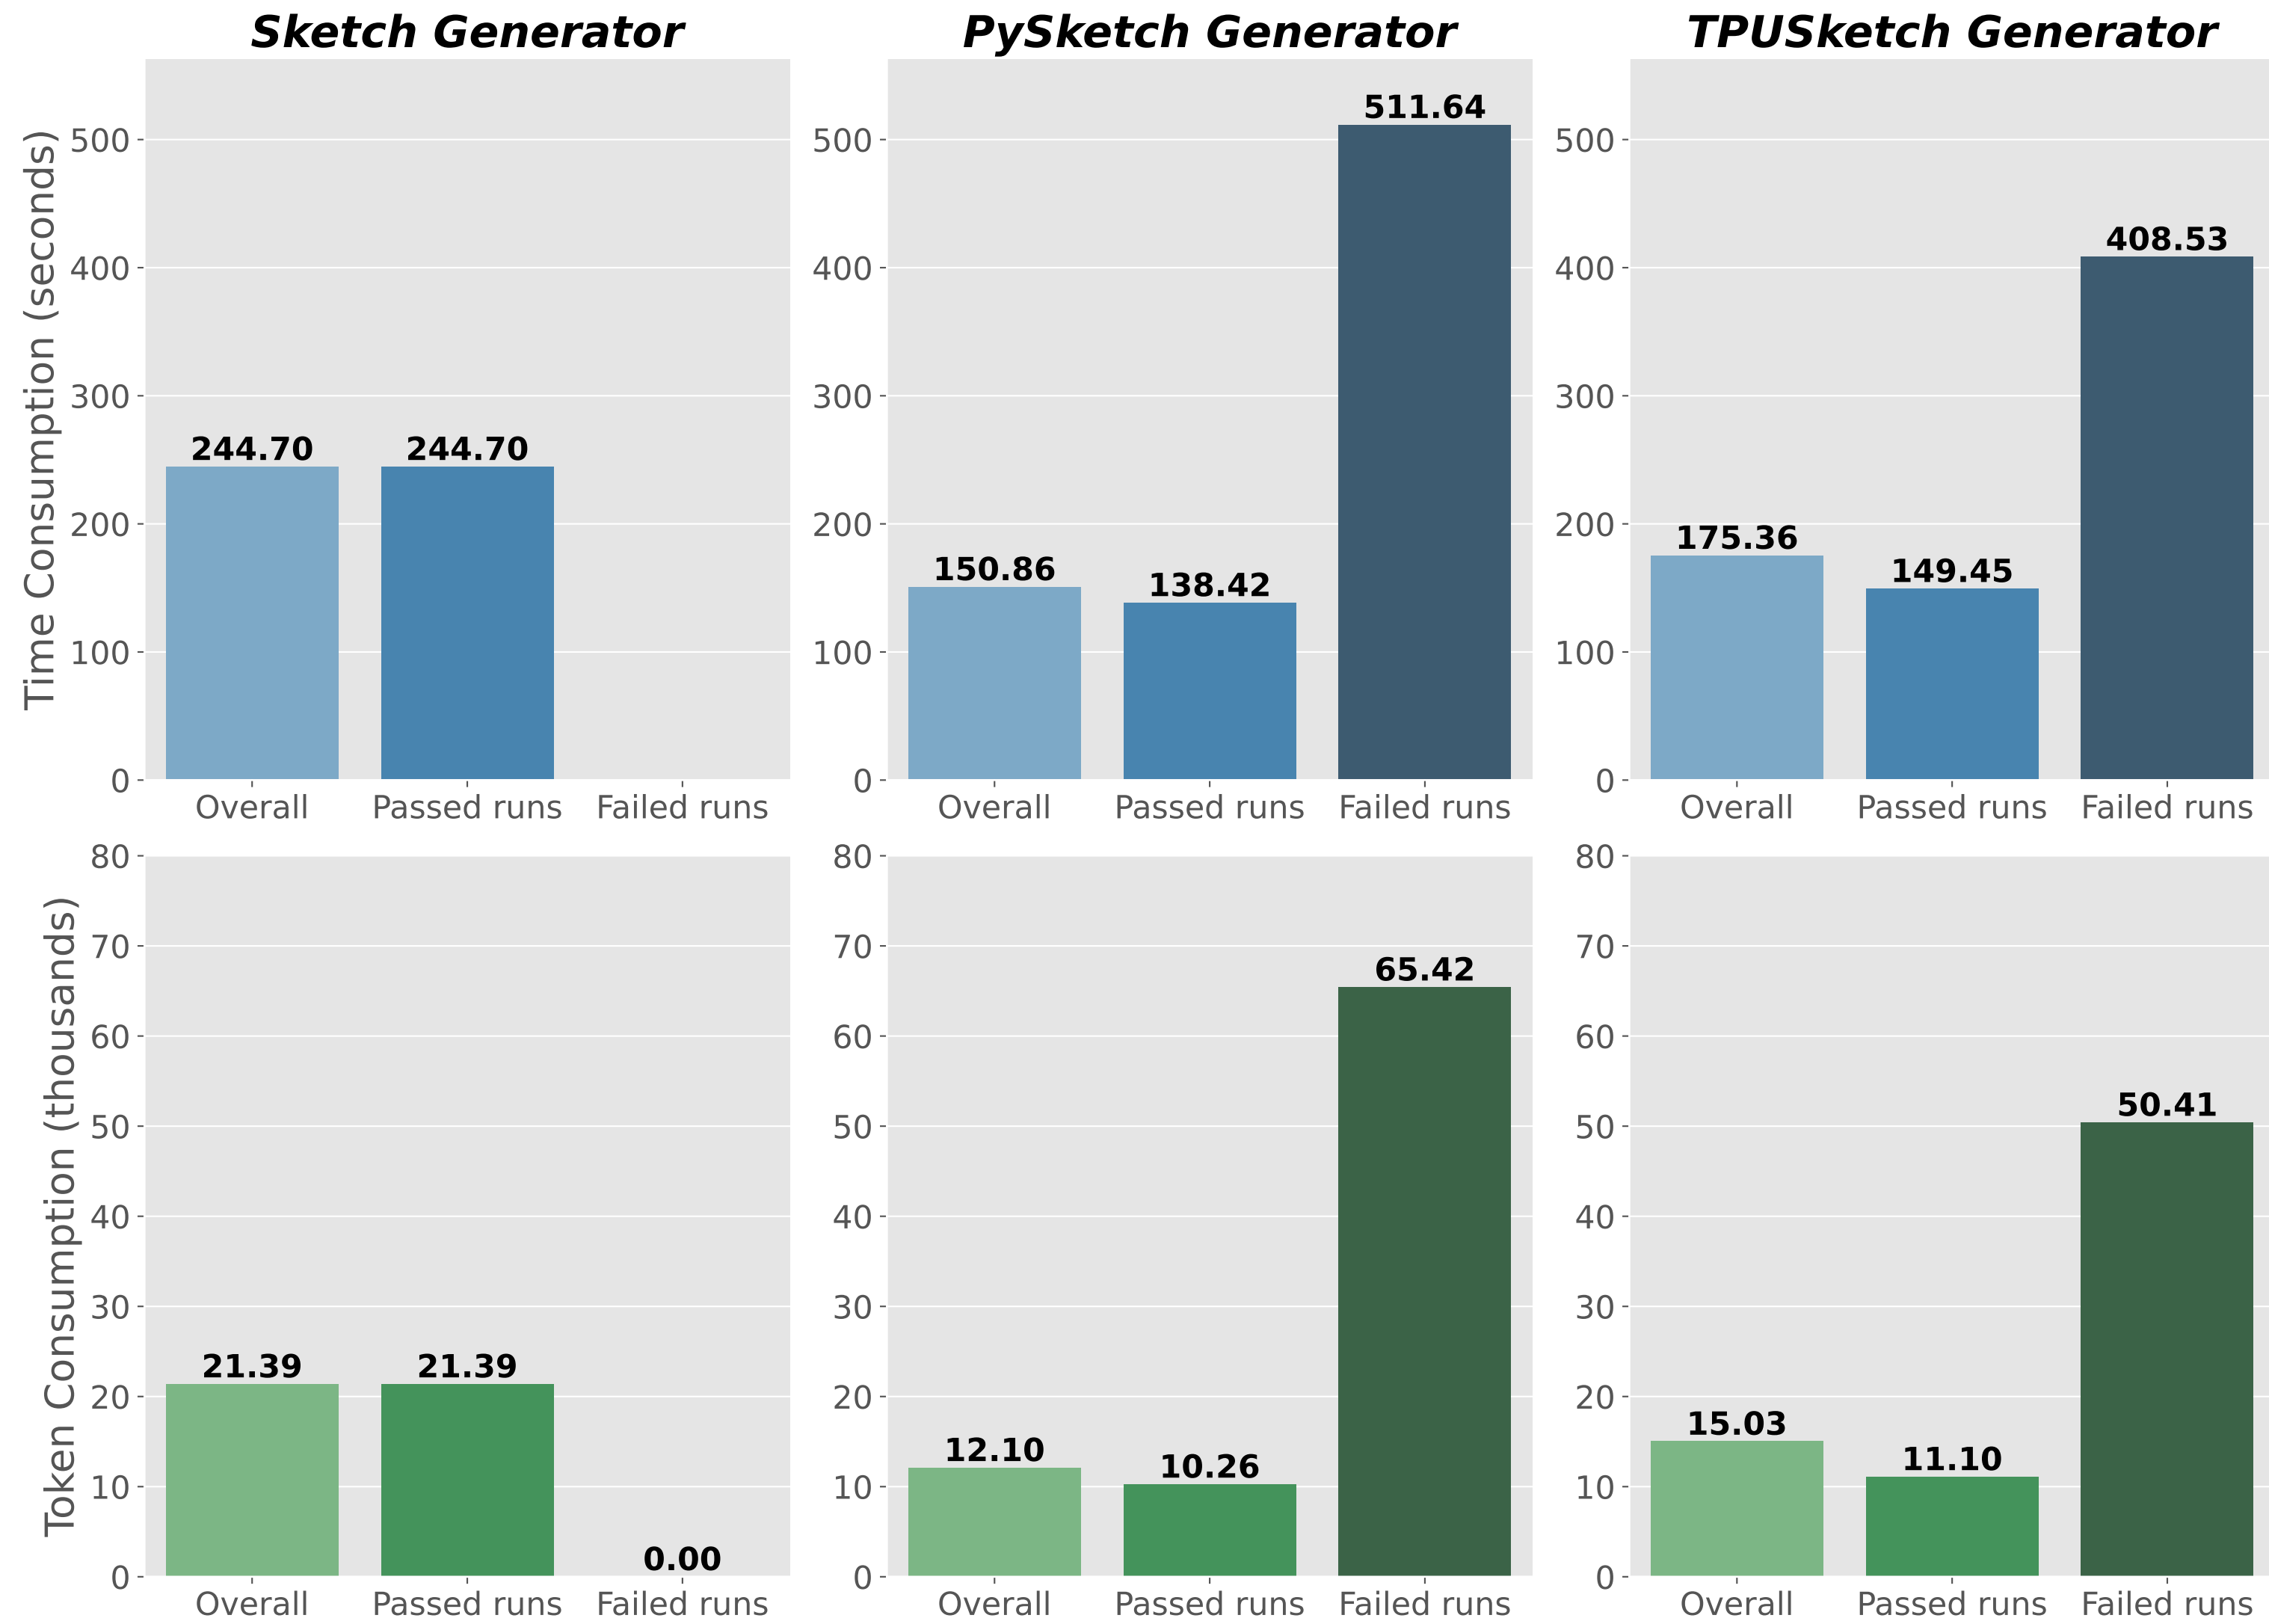 Sketch Generator
PySketch Generator
TPUSketch Generator
Time Consumption (seconds)
500
400
300
200
100
0
244.70
244.70
Overall
Passed runs
Failed runs
500
400
300
200
100
0
150.86
138.42
511.64
Overall
Passed runs
Failed runs
500
400
300
200
100
0
175.36
149.45
408.53
Overall
Passed runs
Failed runs
Token Consumption (thousands)
80
70
60
50
40
30
20
10
0
21.39
21.39
0.00
Overall
Passed runs
Failed runs
80
70
60
50
40
30
20
10
0
12.10
10.26
65.42
Overall
Passed runs
Failed runs
80
70
60
50
40
30
20
10
0
15.03
11.10
50.41
Overall
Passed runs
Failed runs